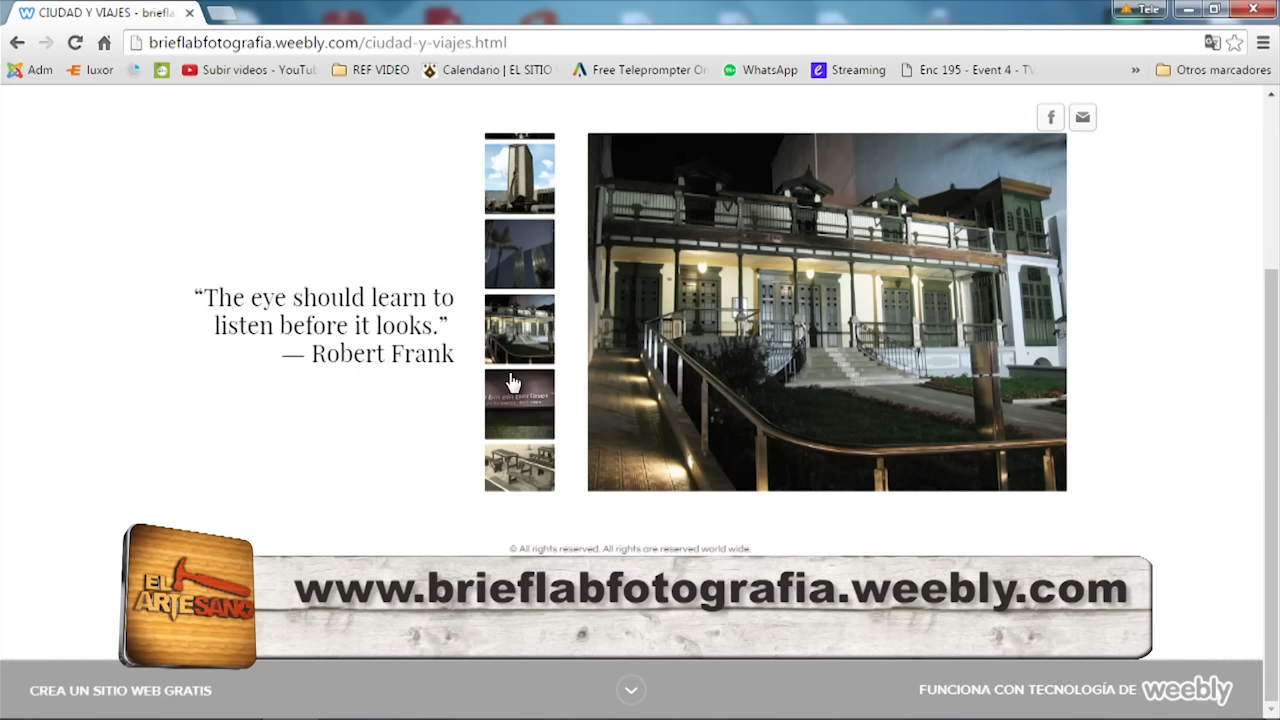 CIUDAD Y VIAJES - briefla
Tele
brieflabfotografia.weebly.com/ciudad-y-viajes.html
Adm
luxor
Subir videos - YouTub
REF VIDEO
Calendario | EL SITIO
Free Teleprompter On
WhatsApp
Streaming
Enc 195 - Event 4 - TV
»
Otros marcadores
“The eye should learn to
listen before it looks.”
— Robert Frank
© All rights reserved. All rights are reserved world wide.
EL
ARTESANO
www.brieflabfotografia.weebly.com
CREA UN SITIO WEB GRATIS
FUNCIONA CON TECNOLOGÍA DE weebly